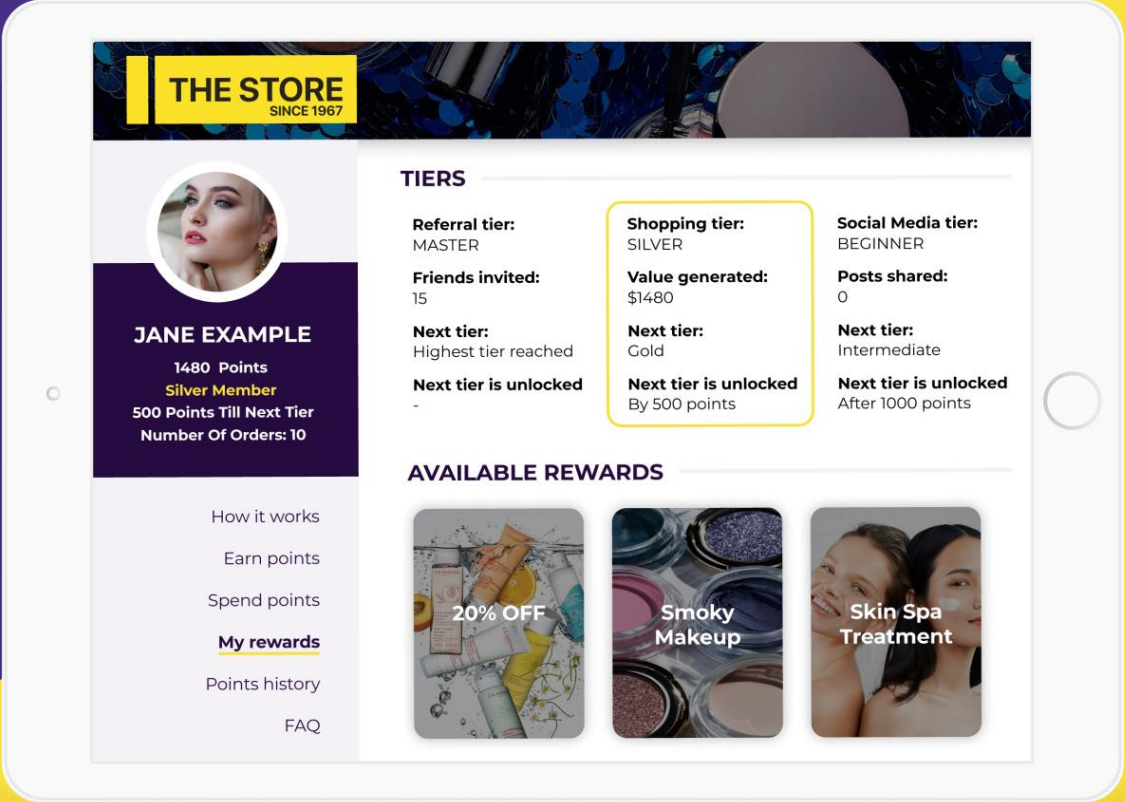 THE STORE
SINCE 1967
JANE EXAMPLE
1480 Points
Silver Member
500 Points Till Next Tier
Number Of Orders: 10
How it works
Earn points
Spend points
My rewards
Points history
FAQ
TIERS
Referral tier:
MASTER
Friends invited:
15
Next tier:
Highest tier reached
Next tier is unlocked
-
Shopping tier:
SILVER
Value generated:
$1480
Next tier:
Gold
Next tier is unlocked
By 500 points
Social Media tier:
BEGINNER
Posts shared:
0
Next tier:
Intermediate
Next tier is unlocked
After 1000 points
AVAILABLE REWARDS
20% OFF
Smoky
Makeup
Skin Spa
Treatment